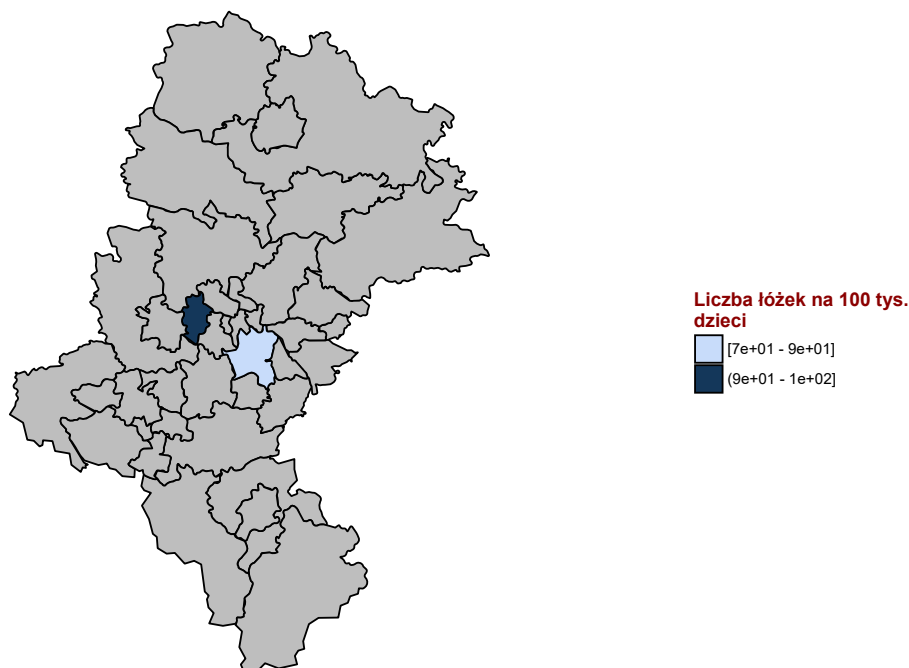 Liczba łóżek na 100 tys.
dzieci
[7e+01 - 9e+01]
(9e+01 - 1e+02]